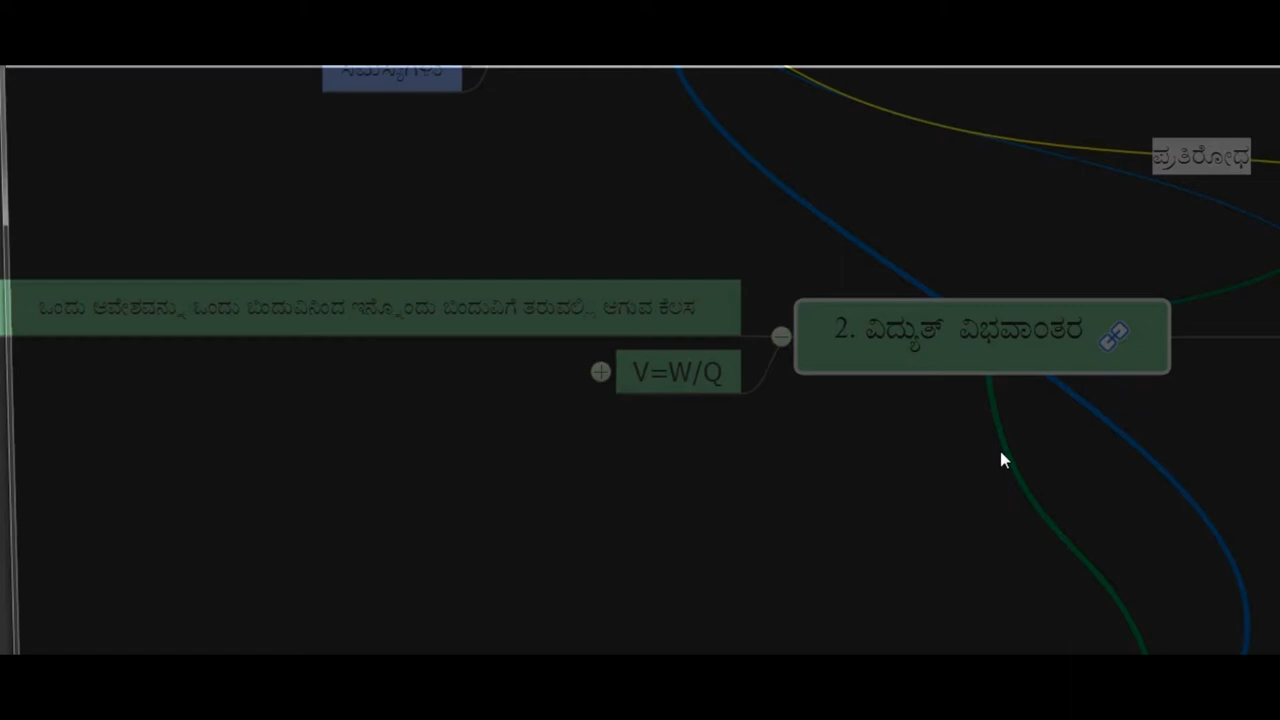 ಪ್ರತಿರೋಧ
ಒಂದು ಆವೇಶವನ್ನು ಒಂದು ಬಿಂದುವಿನಿಂದ ಇನ್ನೊಂದು ಬಿಂದುವಿಗೆ ತರುವಲ್ಲಿ ಆಗುವ ಕೆಲಸ
2. ವಿದ್ಯುತ್ ವಿಭವಾಂತರ
V=W/Q